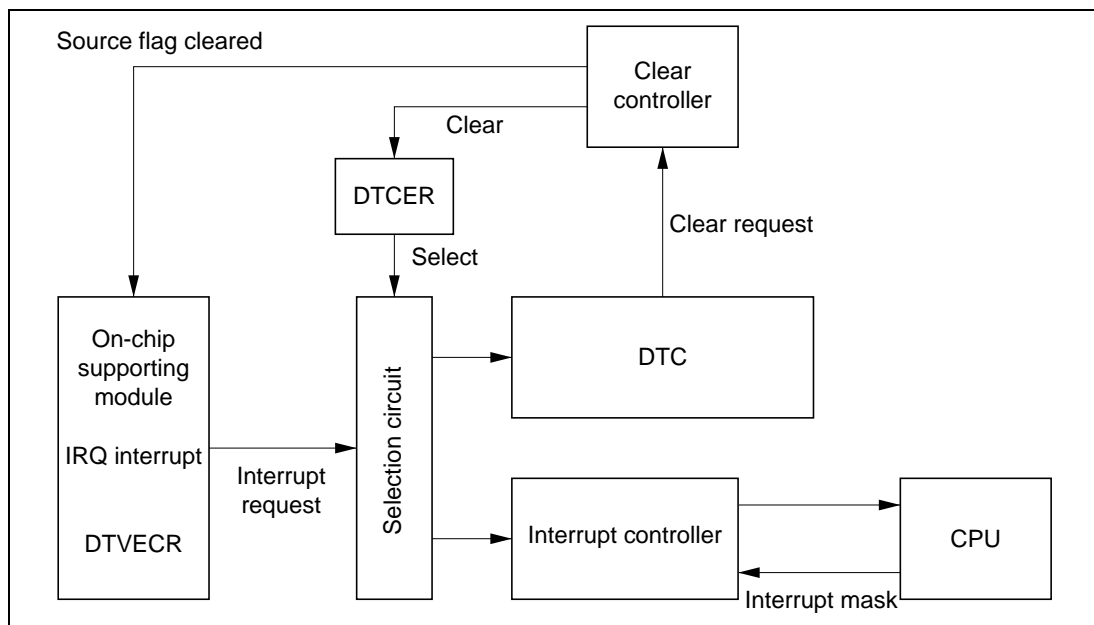 Source flag cleared
Clear
controller
Clear
DTCER
Clear request
Select
On-chip
supporting
module
DTC
IRQ interrupt
Interrupt
request
Selection circuit
DTVECR
Interrupt controller
CPU
Interrupt mask